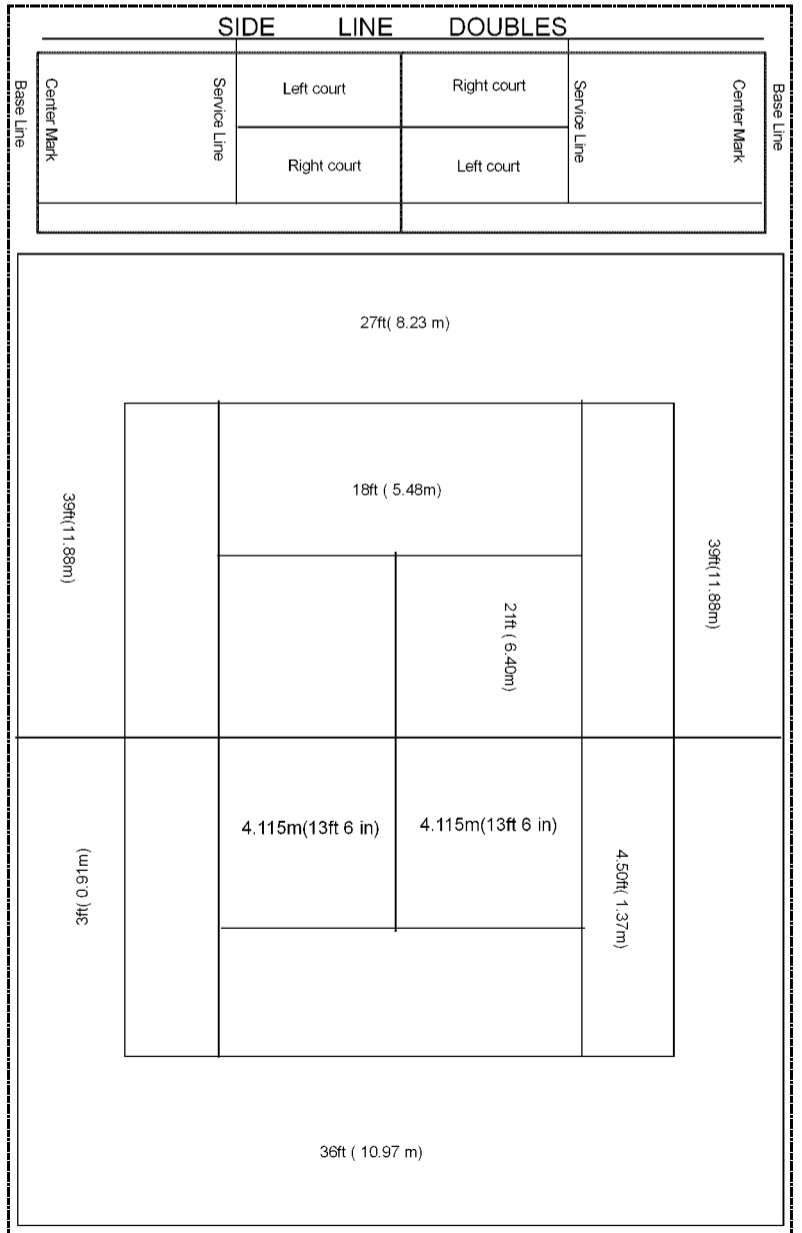 SIDE LINE DOUBLES
Base Line
Center Mark
Service Line
Left court
Right court
Service Line
Center Mark
Base Line
Right court
Left court
27ft( 8.23 m)
18ft ( 5.48m)
39ft(11.88m)
39ft(11.88m)
21ft ( 6.40m)
4.115m(13ft 6 in)
4.115m(13ft 6 in)
3ft( 0.91m)
4.50ft( 1.37m)
36ft ( 10.97 m)